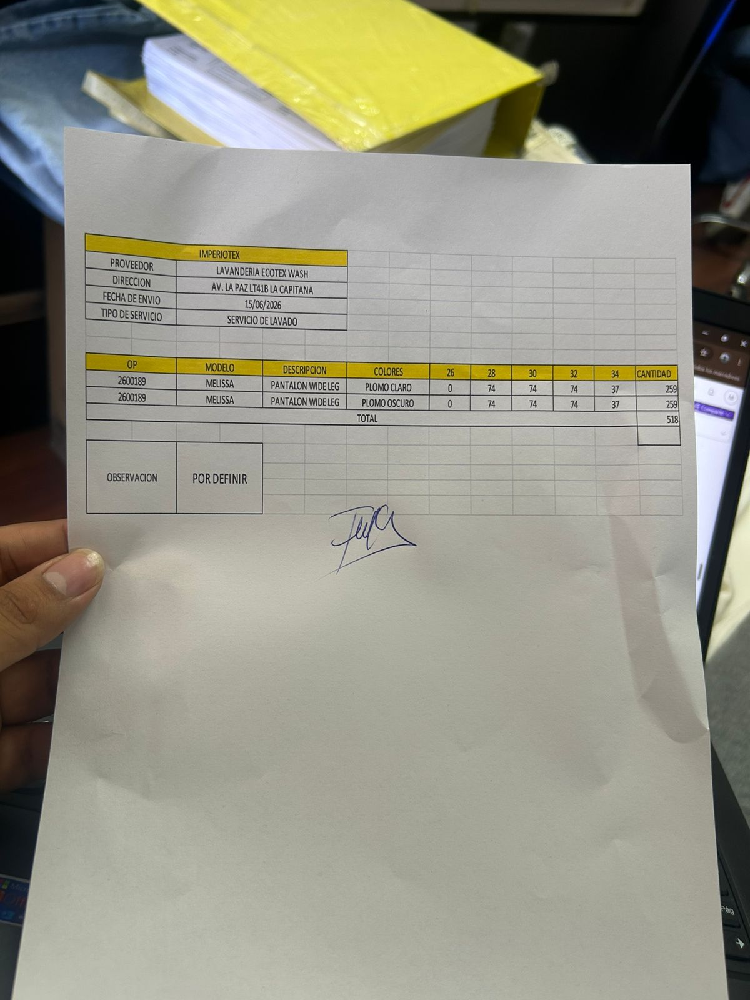 IMPERIOTEX
PROVEEDOR LAVANDERIA ECOTEX WASH
DIRECCION AV. LA PAZ LT41B LA CAPITANA
FECHA DE ENVIO 15/06/2026
TIPO DE SERVICIO SERVICIO DE LAVADO
OP MODELO DESCRIPCION COLORES 26 28 30 32 34 CANTIDAD
2600189 MELISSA PANTALON WIDE LEG PLOMO CLARO 0 74 74 74 37 259
2600189 MELISSA PANTALON WIDE LEG PLOMO OSCURO 0 74 74 74 37 259
TOTAL 518
OBSERVACION POR DEFINIR
Pág